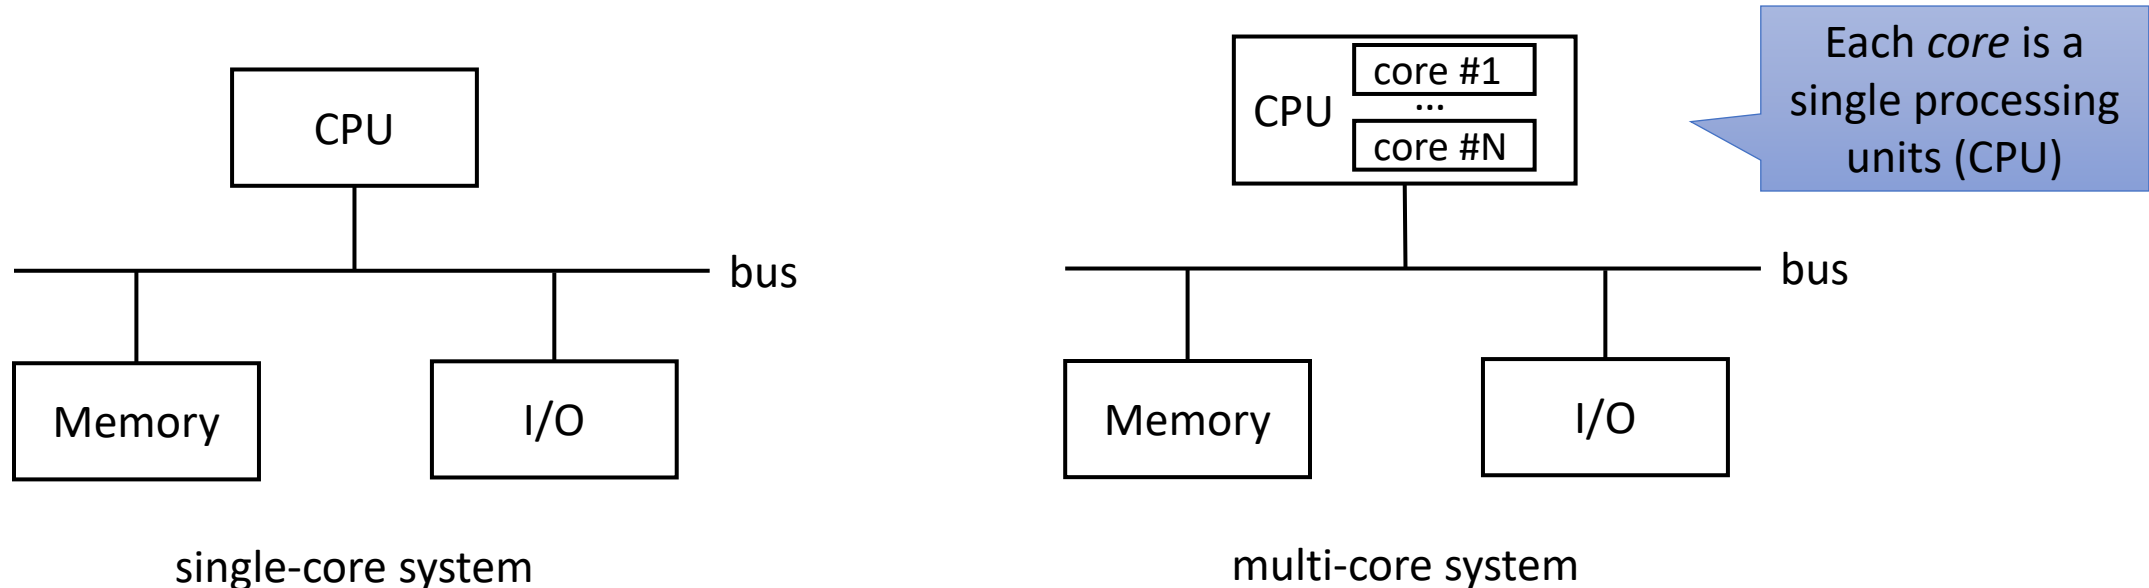 CPU
bus
Memory
I/O
single-core system
CPU
core #1
...
core #N
bus
Memory
I/O
multi-core system
Each core is a
single processing
units (CPU)